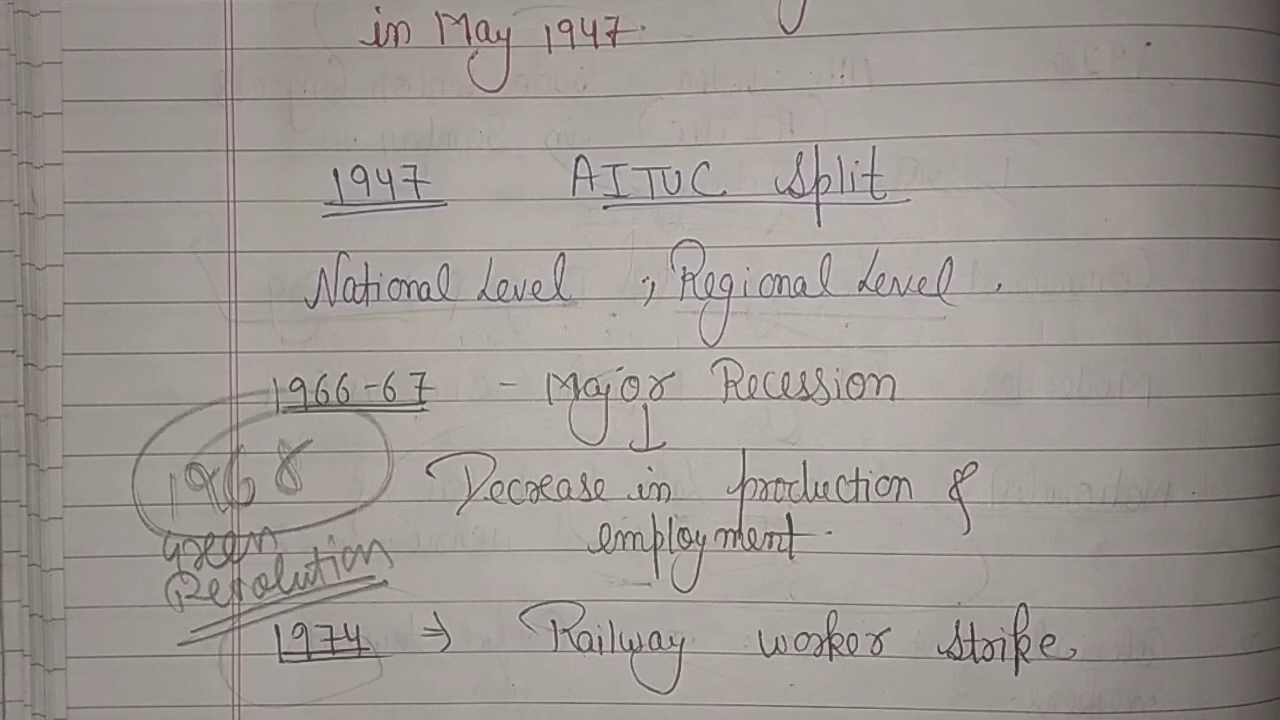 in May 1947.
1947 AITUC split
National Level ; Regional Level .
1966-67 - Major Recession
↓
1968
Decrease in production &
employment.
Green
Revolution
1974 ⇒ Railway worker strike.